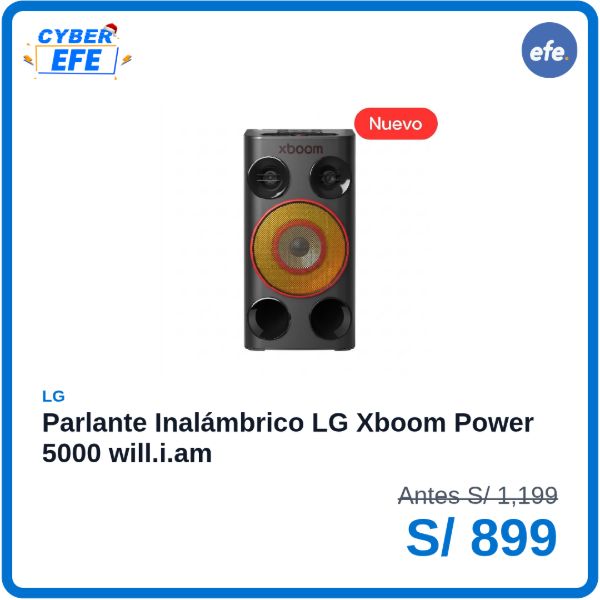 CYBER
EFE
efe.
Nuevo
xboom
LG
Parlante Inalámbrico LG Xboom Power
5000 will.i.am
Antes S/ 1,199
S/ 899